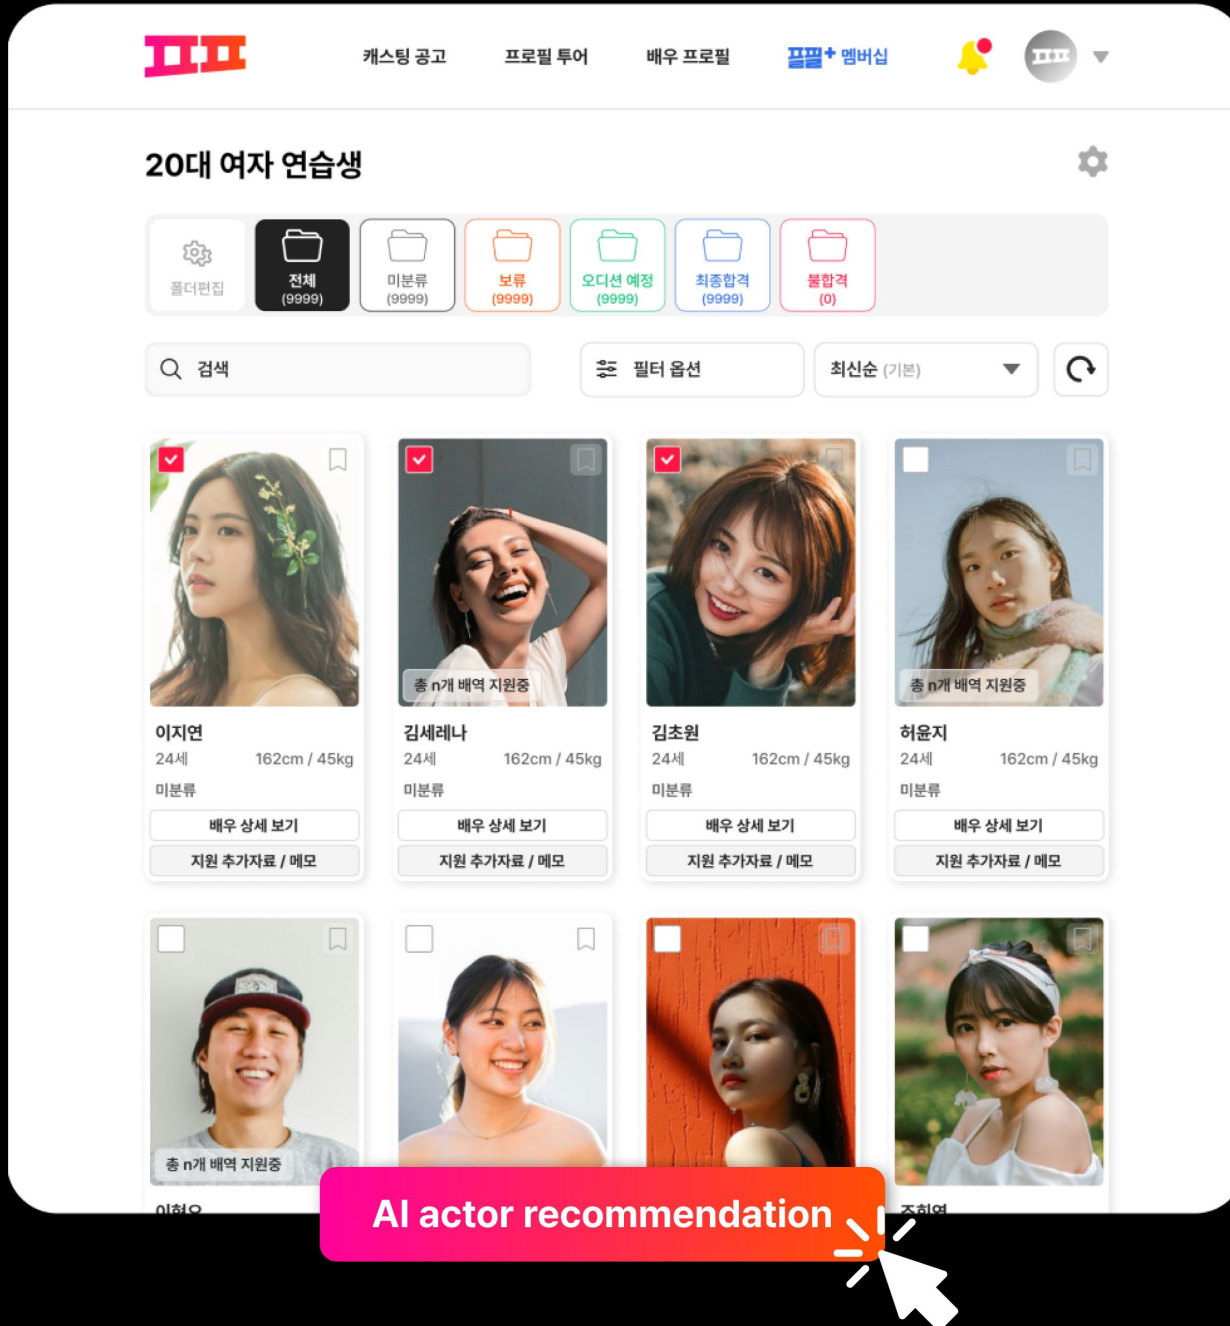 프프
캐스팅 공고 프로필 투어 배우 프로필 플필+ 멤버십 프프
20대 여자 연습생
폴더편집 전체 미분류 보류 오디션 예정 최종합격 불합격
(9999) (9999) (9999) (9999) (9999) (0)
검색 필터 옵션 최신순 (기본)
총 n개 배역 지원중 총 n개 배역 지원중
이지연 김세레나 김초원 허윤지
24세 162cm / 45kg 24세 162cm / 45kg 24세 162cm / 45kg 24세 162cm / 45kg
미분류 미분류 미분류 미분류
배우 상세 보기 배우 상세 보기 배우 상세 보기 배우 상세 보기
지원 추가자료 / 메모 지원 추가자료 / 메모 지원 추가자료 / 메모 지원 추가자료 / 메모
총 n개 배역 지원중
AI actor recommendation